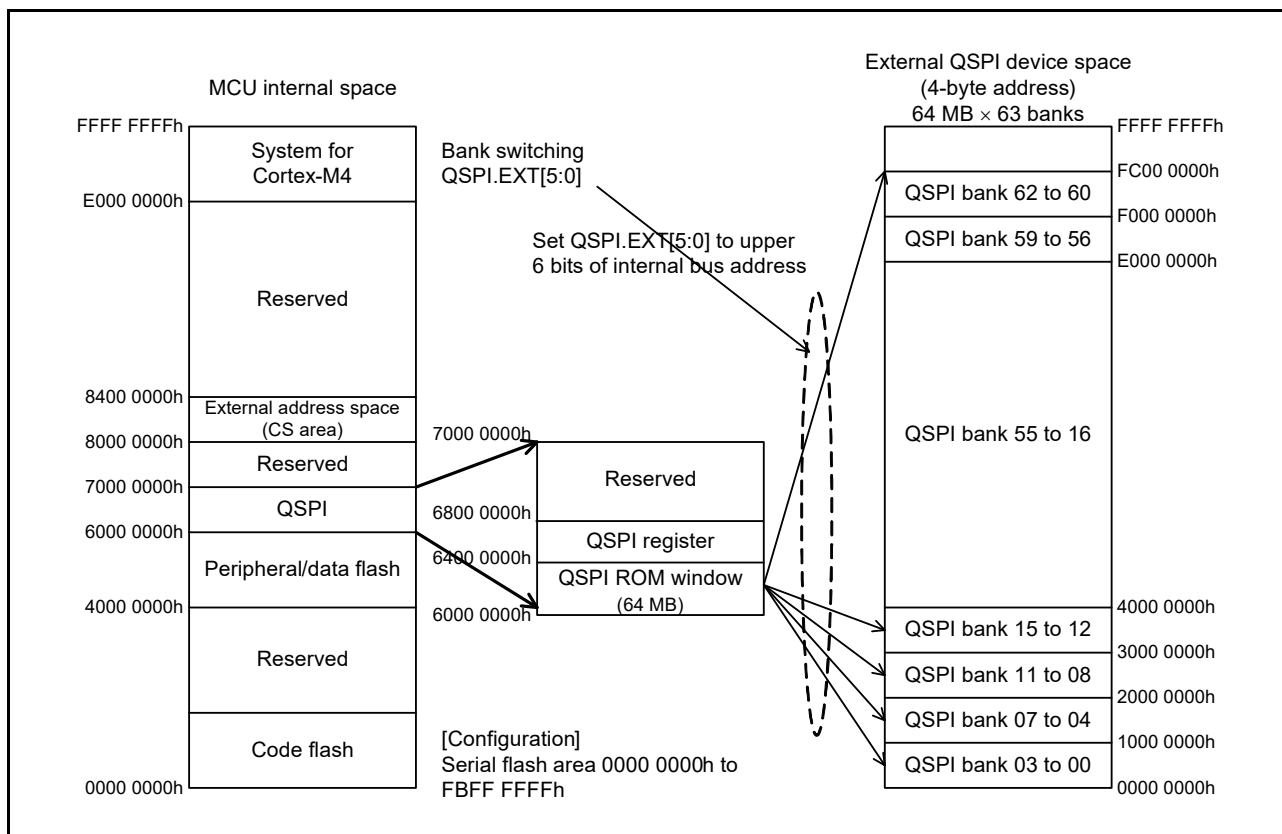 MCU internal space
FFFF FFFFh
System for
Cortex-M4
E000 0000h
Reserved
8400 0000h
External address space
(CS area)
8000 0000h
Reserved
7000 0000h
QSPI
6000 0000h
Peripheral/data flash
4000 0000h
Reserved
Code flash
0000 0000h
Bank switching
QSPI.EXT[5:0]
Set QSPI.EXT[5:0] to upper
6 bits of internal bus address
7000 0000h
Reserved
6800 0000h
QSPI register
6400 0000h
QSPI ROM window
(64 MB)
6000 0000h
[Configuration]
Serial flash area 0000 0000h to
FBFF FFFFh
External QSPI device space
(4-byte address)
64 MB × 63 banks
FFFF FFFFh
FC00 0000h
QSPI bank 62 to 60
F000 0000h
QSPI bank 59 to 56
E000 0000h
QSPI bank 55 to 16
4000 0000h
QSPI bank 15 to 12
3000 0000h
QSPI bank 11 to 08
2000 0000h
QSPI bank 07 to 04
1000 0000h
QSPI bank 03 to 00
0000 0000h